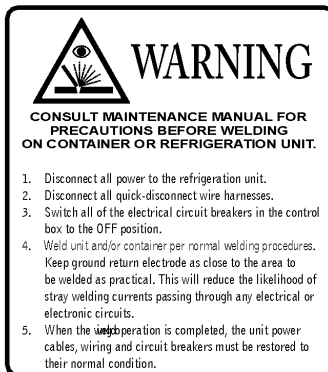 WARNING
CONSULT MAINTENANCE MANUAL FOR
PRECAUTIONS BEFORE WELDING
ON CONTAINER OR REFRIGERATION UNIT.
1. Disconnect all power to the refrigeration unit.
2. Disconnect all quick-disconnect wire harnesses.
3. Switch all of the electrical circuit breakers in the control
box to the OFF position.
4. Weld unit and/or container per normal welding procedures.
Keep ground return electrode as close to the area to
be welded as practical. This will reduce the likelihood of
stray welding currents passing through any electrical or
electronic circuits.
5. When the operation is completed, the unit power
cables, wiring and circuit breakers must be restored to
their normal condition.